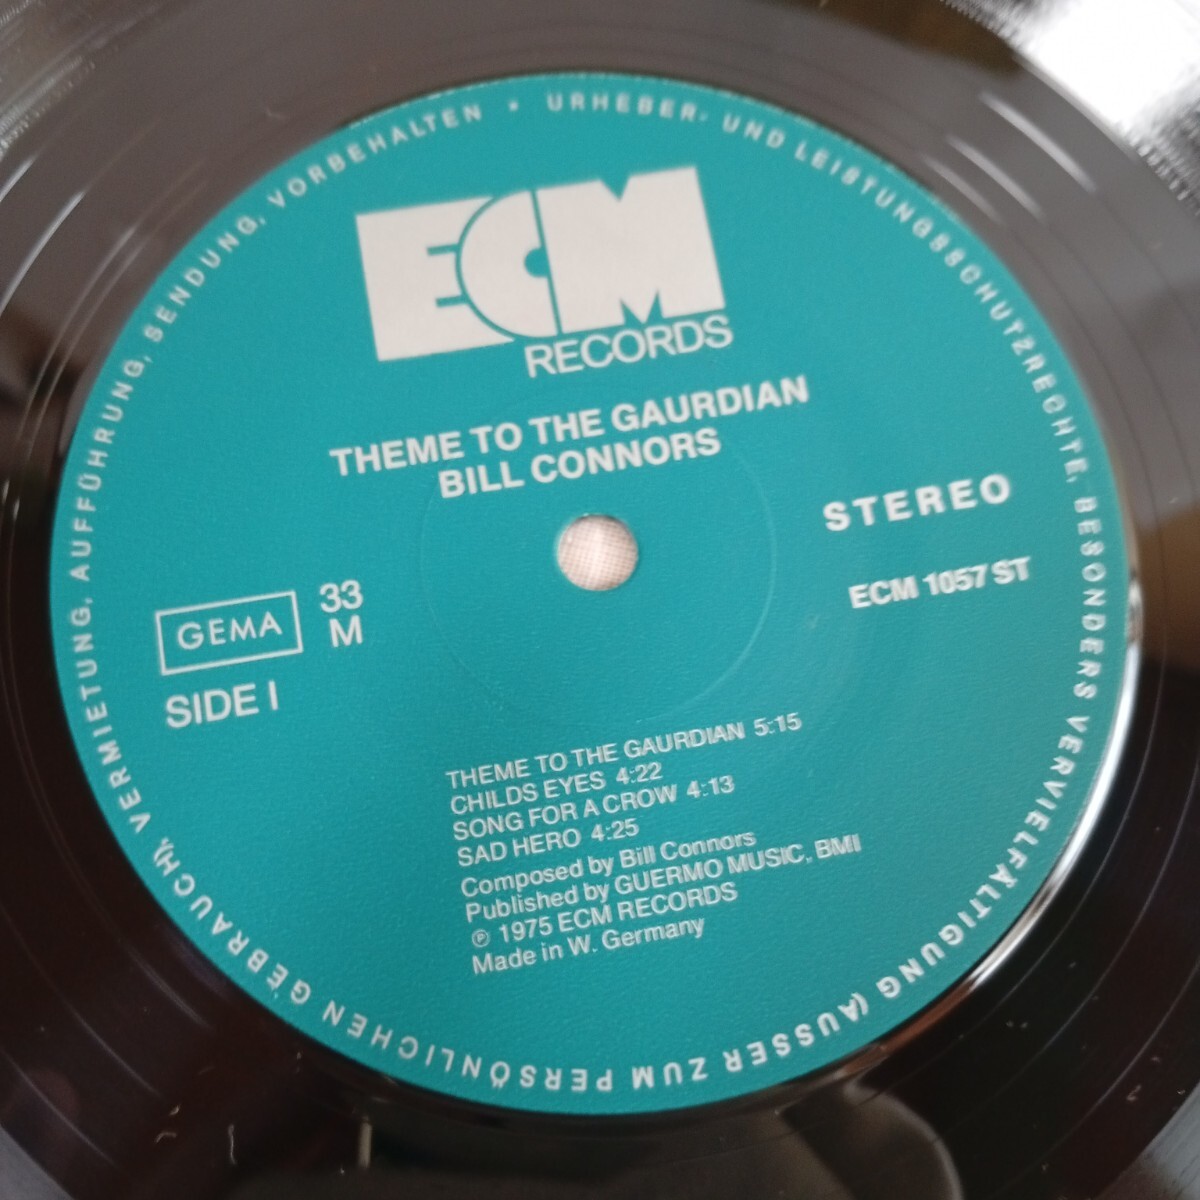 URHEBER- UND LEISTUNGSSCHUTZRECHTE, BESONDERS VERVIELFÄLTIGUNG (AUSSER ZUM PERSÖNLICHEN GEBRAUCH), VERMIETUNG, AUFFÜHRUNG, SENDUNG, VORBEHALTEN •
ECM
RECORDS
THEME TO THE GAURDIAN
BILL CONNORS
STEREO
ECM 1057 ST
GEMA
33
M
SIDE I
THEME TO THE GAURDIAN 5:15
CHILDS EYES 4:22
SONG FOR A CROW 4:13
SAD HERO 4:25
Composed by Bill Connors
Published by GUERMO MUSIC, BMI
℗ 1975 ECM RECORDS
Made in W. Germany